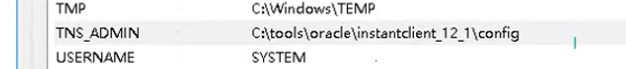 TMP C:\Windows\TEMP
TNS_ADMIN C:\tools\oracle\instantclient_12_1\config
USERNAME SYSTEM